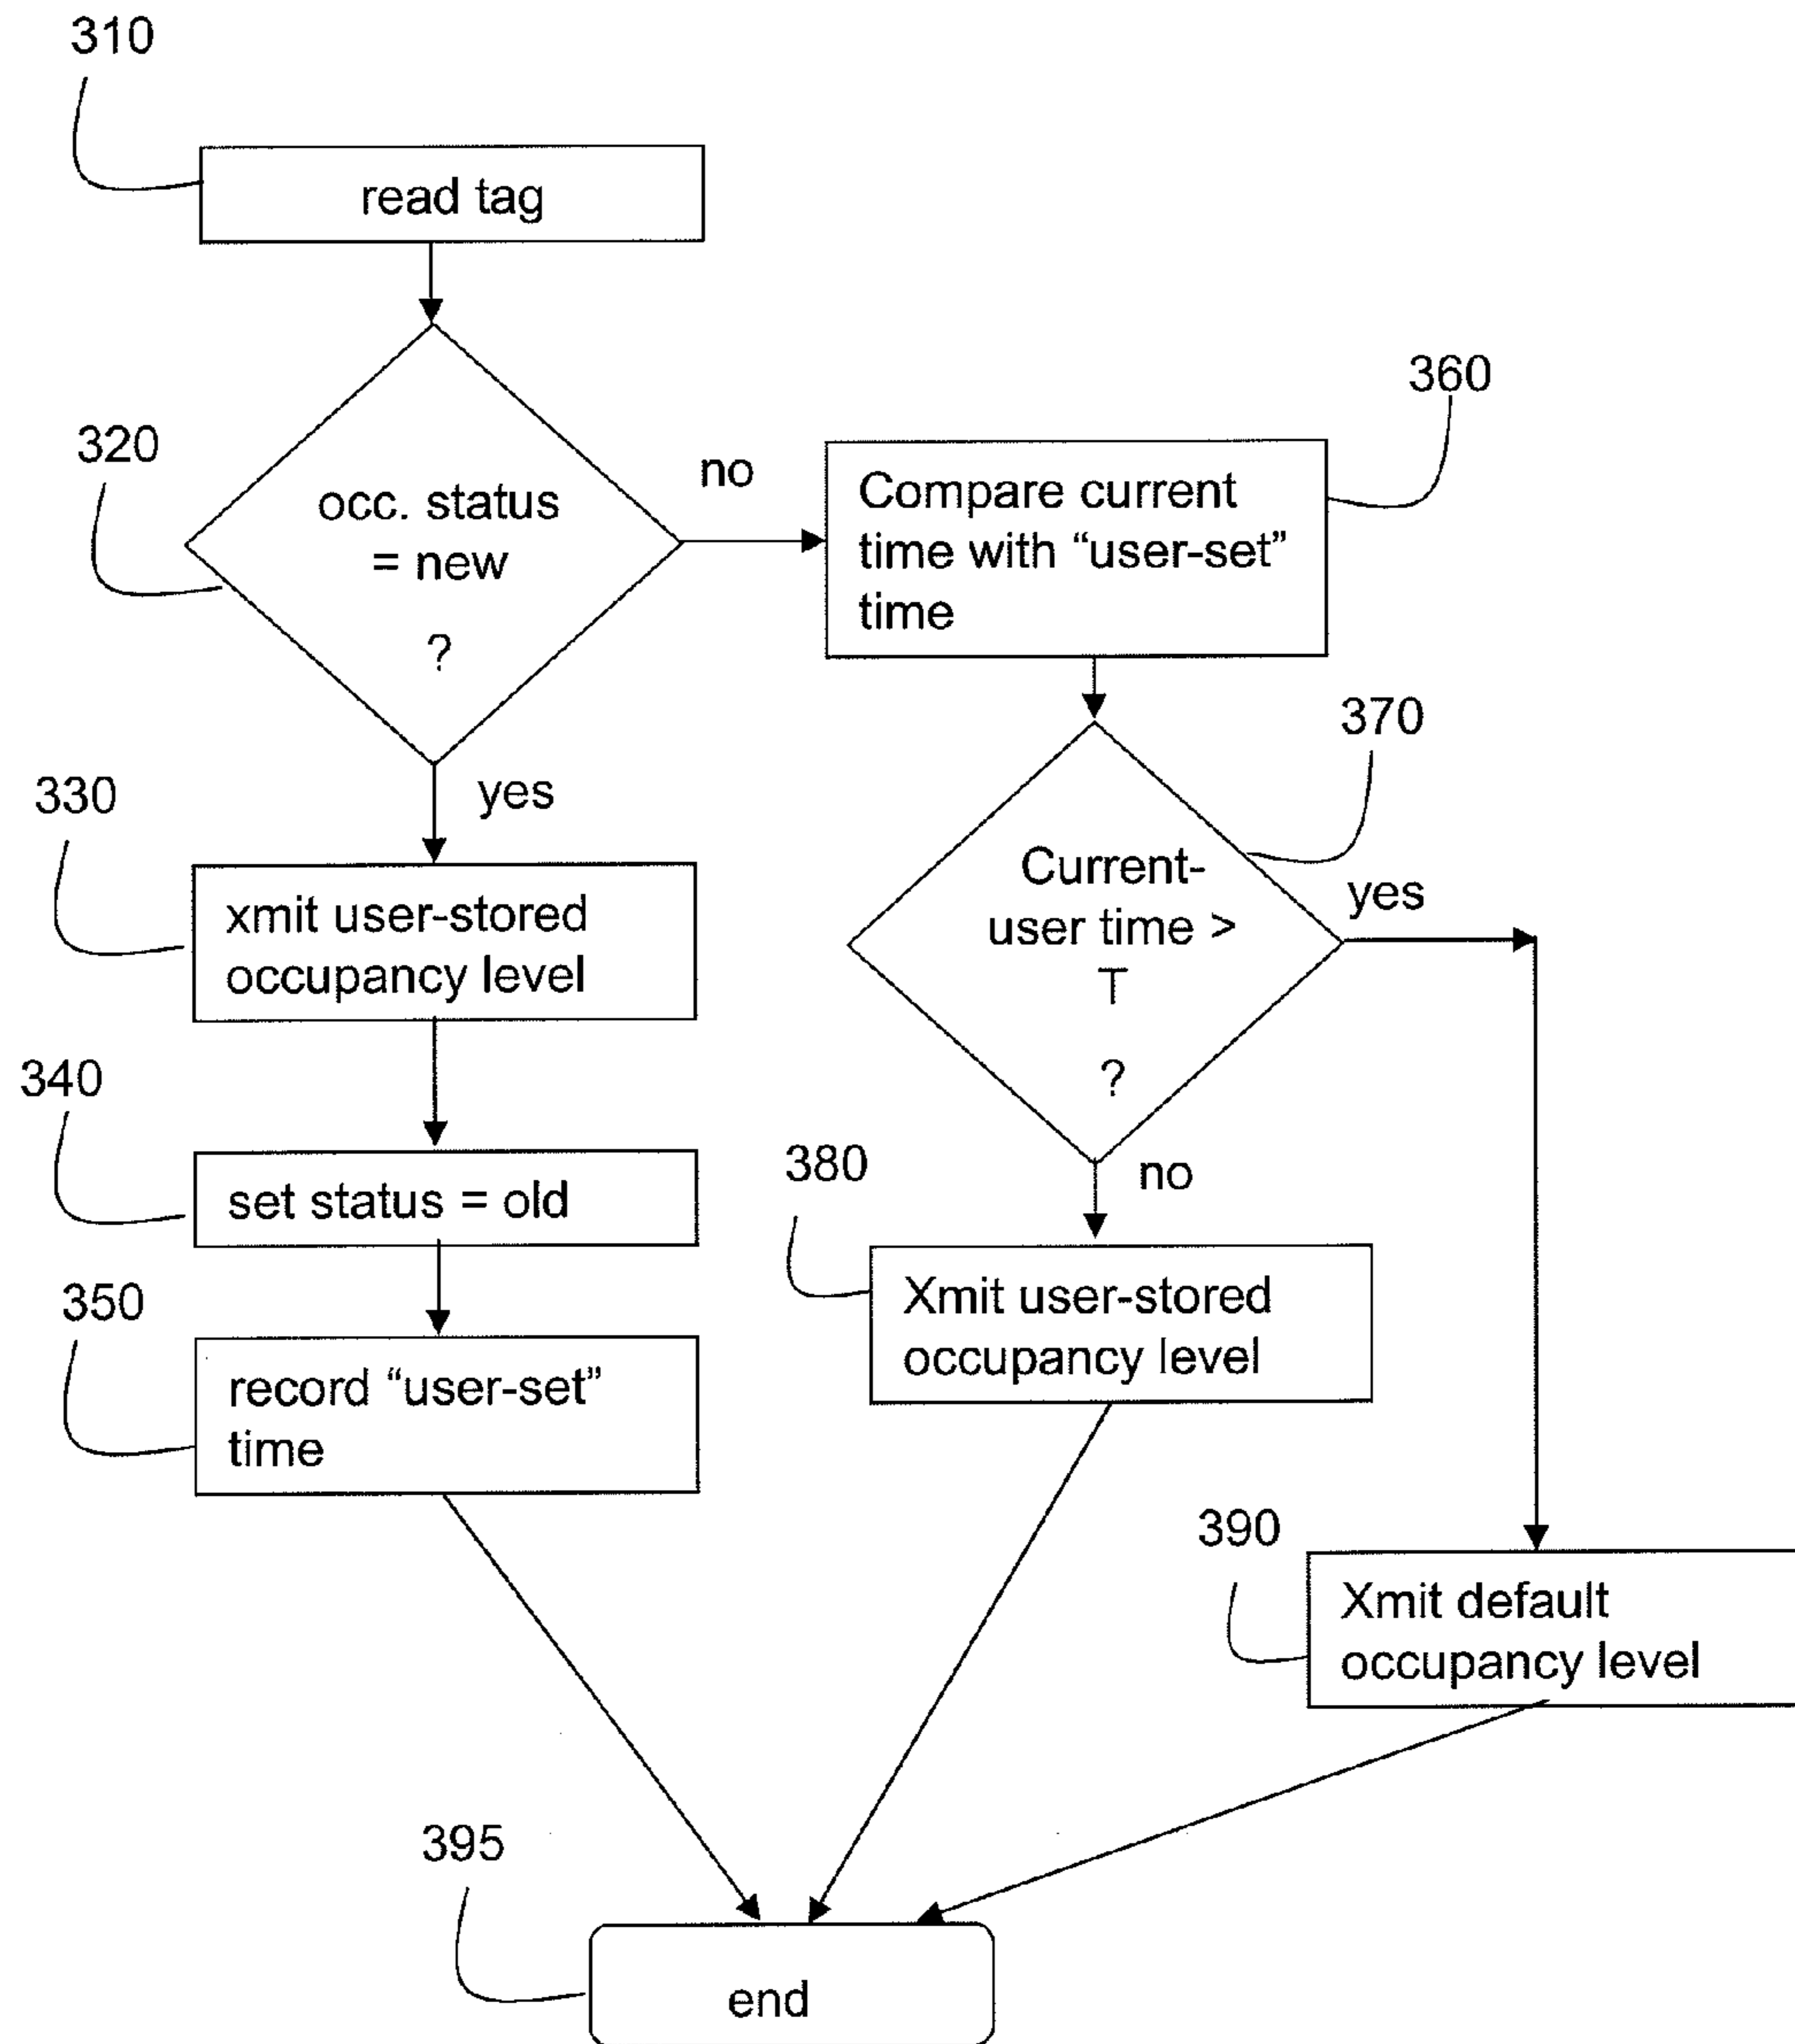 310
read tag
320
occ. status
= new
?
no
360
Compare current
time with “user-set”
time
330
yes
xmit user-stored
occupancy level
370
Current-
user time >
T
?
yes
no
340
set status = old
350
record “user-set”
time
380
Xmit user-stored
occupancy level
390
Xmit default
occupancy level
395
end